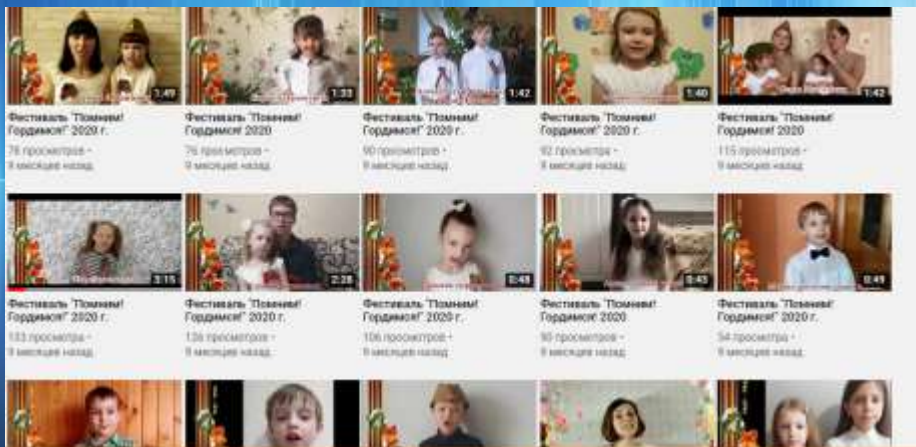 1:49
1:33
1:42
1:40
1:42
Фестиваль "Помним! Гордимся!" 2020 г.
Фестиваль "Помним! Гордимся! 2020
Фестиваль "Помним! Гордимся!" 2020 г.
Фестиваль "Помним! Гордимся!" 2020 г.
Фестиваль "Помним! Гордимся! 2020
78 просмотров •
76 просмотров •
90 просмотров •
92 просмотра •
115 просмотров •
9 месяцев назад
9 месяцев назад
9 месяцев назад
9 месяцев назад
9 месяцев назад
3:15
2:28
0:48
0:45
0:49
Фестиваль "Помним! Гордимся!" 2020 г.
Фестиваль "Помним! Гордимся!" 2020 г.
Фестиваль "Помним! Гордимся!" 2020 г.
Фестиваль "Помним! Гордимся! 2020
Фестиваль "Помним! Гордимся!" 2020 г.
133 просмотра •
136 просмотров •
106 просмотров •
90 просмотров •
54 просмотра •
9 месяцев назад
9 месяцев назад
9 месяцев назад
9 месяцев назад
9 месяцев назад